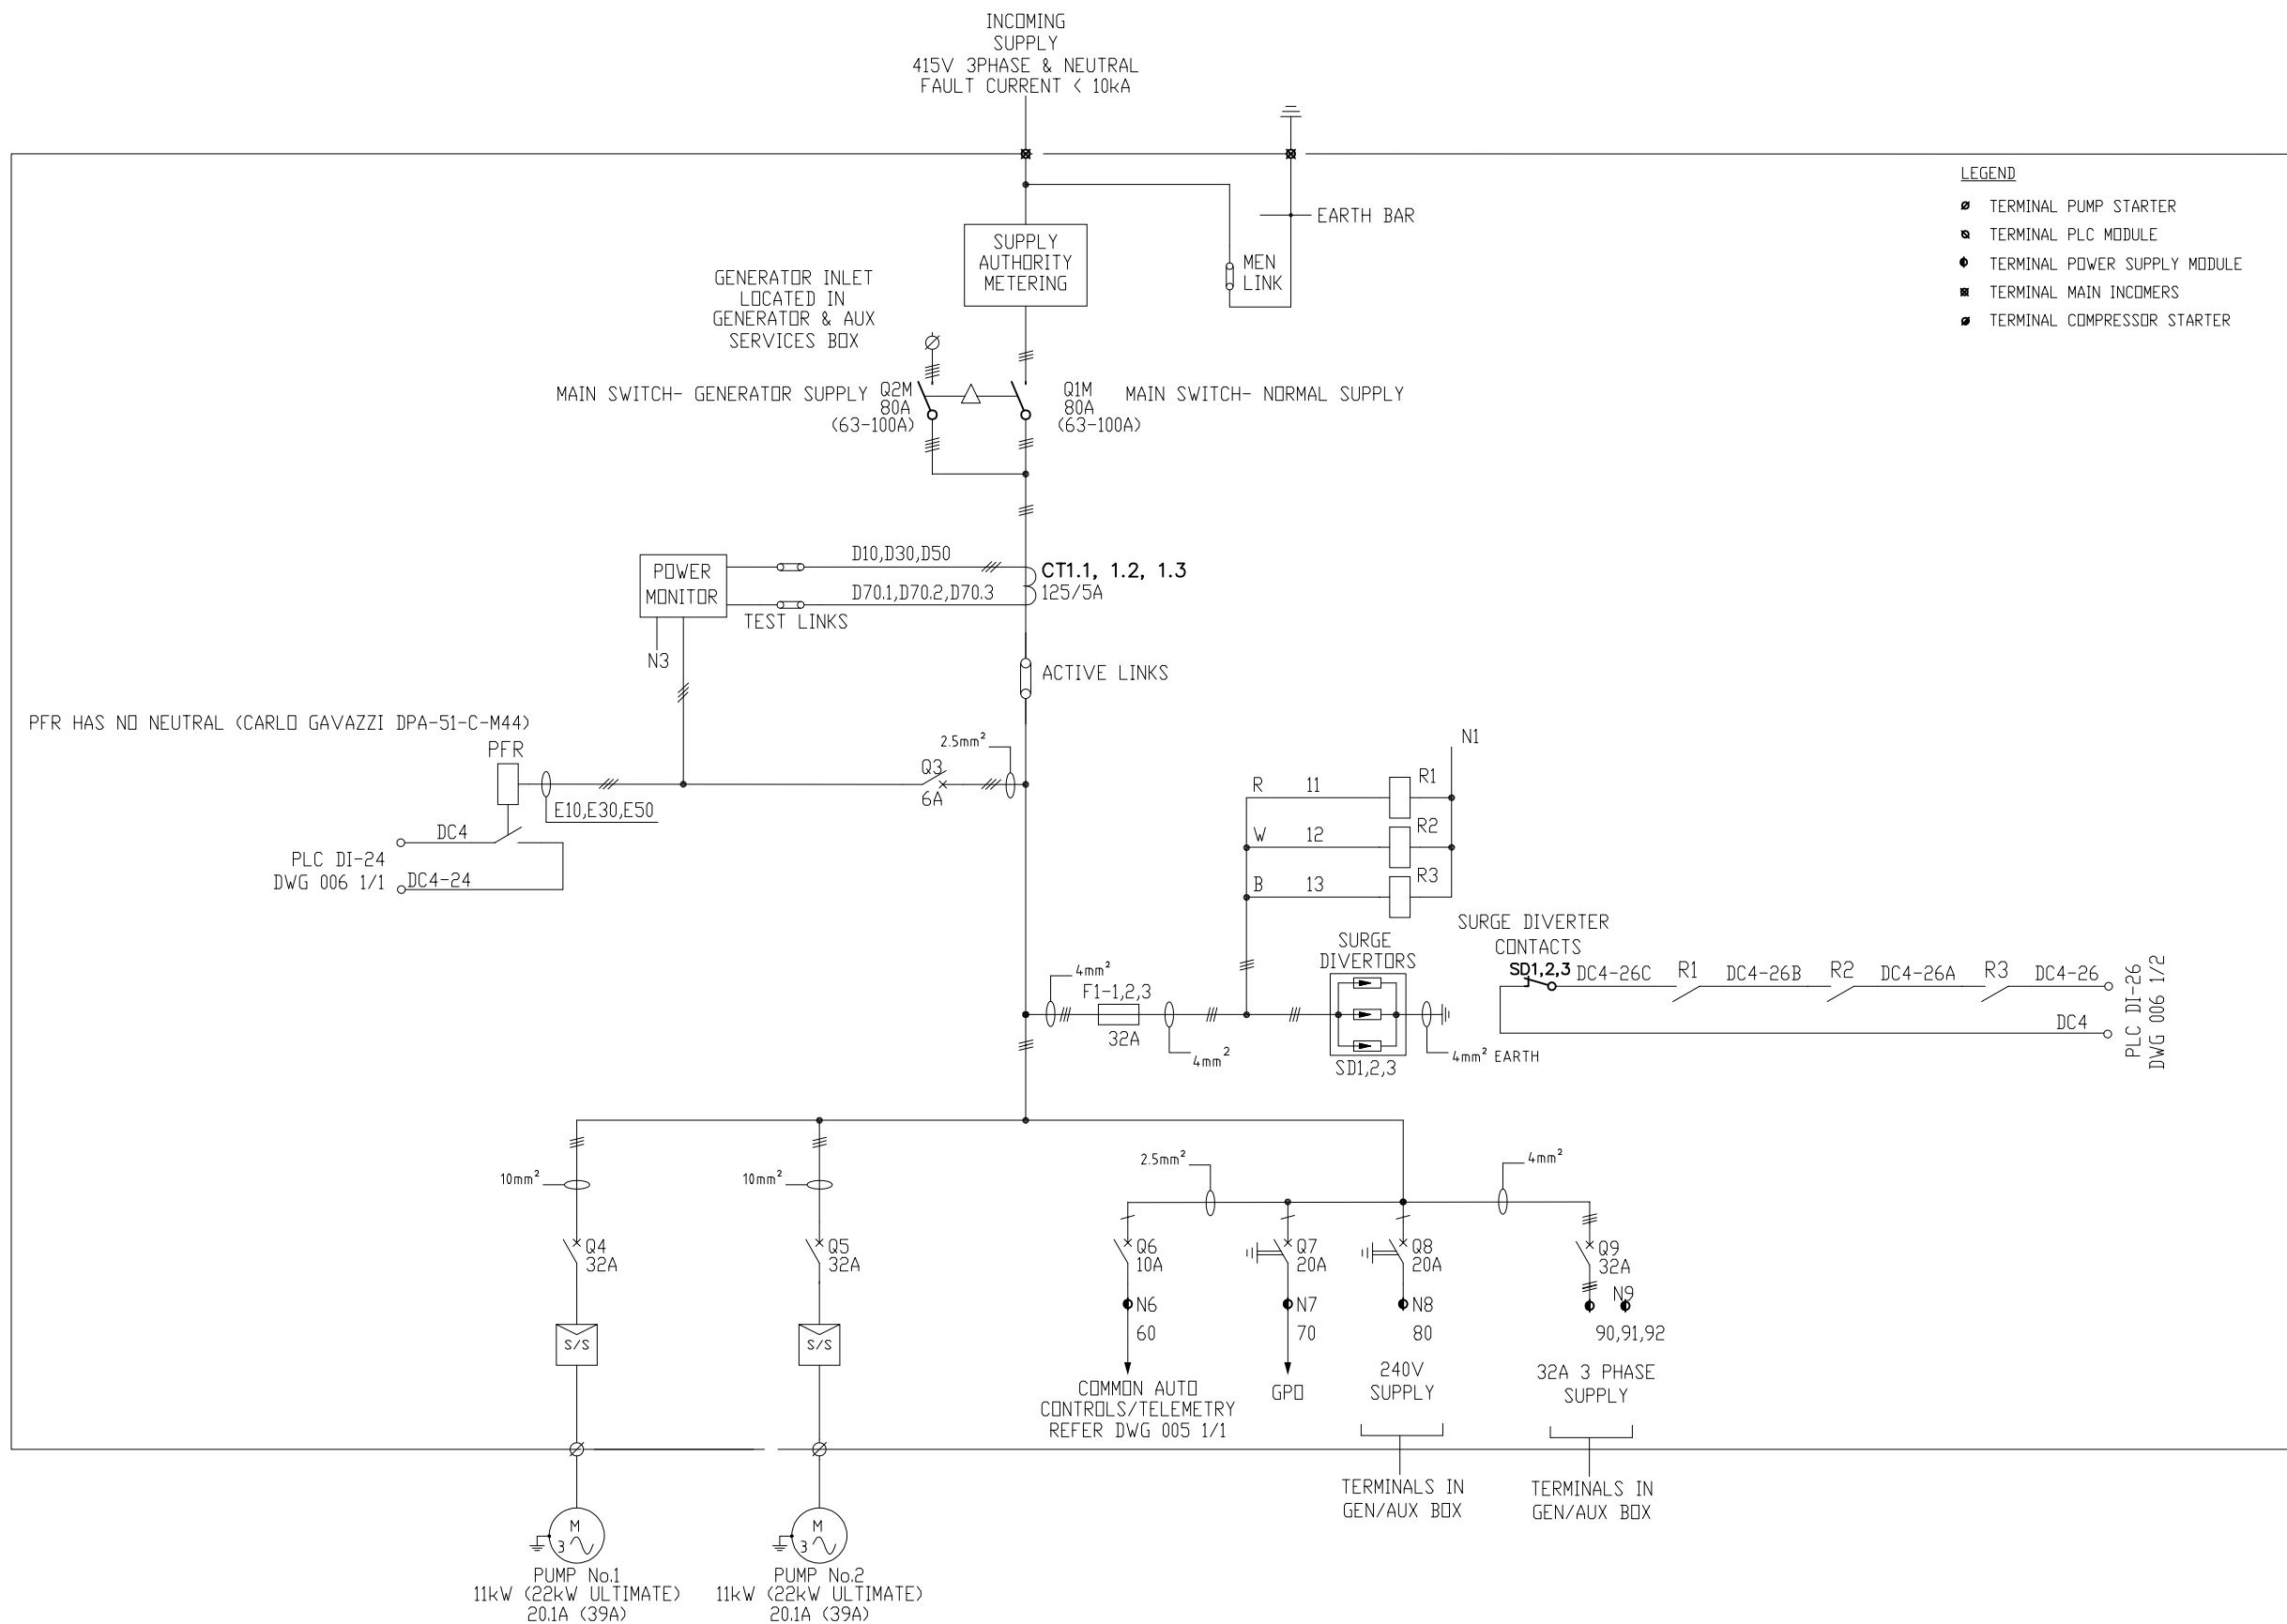 INCOMING
SUPPLY
415V 3PHASE & NEUTRAL
FAULT CURRENT < 10kA
LEGEND
TERMINAL PUMP STARTER
TERMINAL PLC MODULE
TERMINAL POWER SUPPLY MODULE
TERMINAL MAIN INCOMERS
TERMINAL COMPRESSOR STARTER
EARTH BAR
SUPPLY
AUTHORITY
METERING
MEN
LINK
GENERATOR INLET
LOCATED IN
GENERATOR & AUX
SERVICES BOX
MAIN SWITCH- GENERATOR SUPPLY
Q2M
80A
(63-100A)
Q1M
80A
(63-100A)
MAIN SWITCH- NORMAL SUPPLY
POWER
MONITOR
D10,D30,D50
D70.1,D70.2,D70.3
TEST LINKS
CT1.1, 1.2, 1.3
125/5A
N3
ACTIVE LINKS
PFR HAS NO NEUTRAL (CARLO GAVAZZI DPA-51-C-M44)
PFR
E10,E30,E50
Q3
6A
2.5mm²
DC4
PLC DI-24
DWG 006 1/1
DC4-24
N1
R 11 R1
W 12 R2
B 13 R3
SURGE DIVERTER
CONTACTS
SD1,2,3 DC4-26C R1 DC4-26B R2 DC4-26A R3 DC4-26
DC4
PLC DI-26
DWG 006 1/2
SURGE
DIVERTORS
4mm²
F1-1,2,3
32A
4mm²
SD1,2,3
4mm² EARTH
10mm²
10mm²
2.5mm²
4mm²
Q4
32A
Q5
32A
Q6
10A
Q7
20A
Q8
20A
Q9
32A
N6
60
N7
70
N8
80
N9
90,91,92
S/S
S/S
COMMON AUTO
CONTROLS/TELEMETRY
REFER DWG 005 1/1
GPO
240V
SUPPLY
32A 3 PHASE
SUPPLY
TERMINALS IN
GEN/AUX BOX
TERMINALS IN
GEN/AUX BOX
M
3
M
3
PUMP No.1
11kW (22kW ULTIMATE)
20.1A (39A)
PUMP No.2
11kW (22kW ULTIMATE)
20.1A (39A)